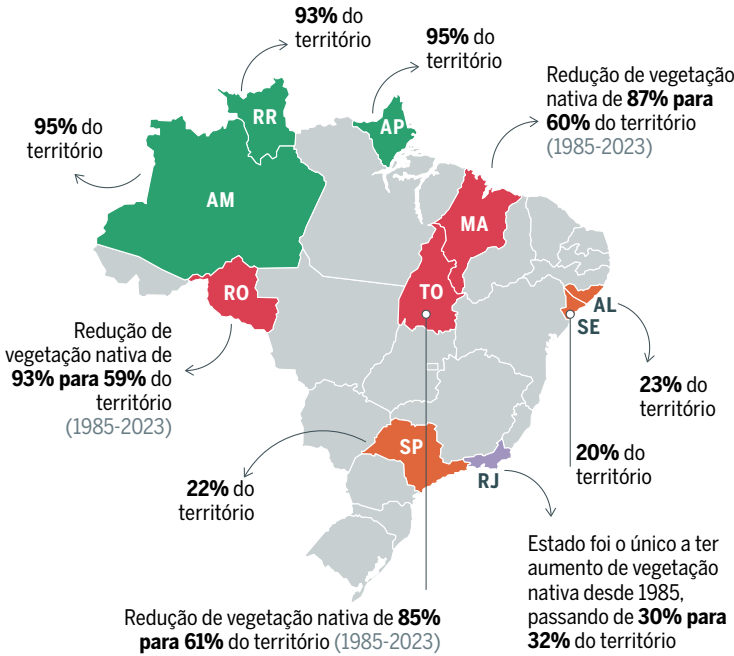 93% do
território
95% do
território
Redução de vegetação
nativa de 87% para
60% do território
(1985-2023)
95% do
território
RR
AP
AM
MA
RO
TO
AL
SE
Redução de
vegetação nativa de
93% para 59% do
território
(1985-2023)
23% do
território
SP
20% do
território
RJ
22% do
território
Estado foi o único a ter
aumento de vegetação
nativa desde 1985,
passando de 30% para
32% do território
Redução de vegetação nativa de 85%
para 61% do território (1985-2023)